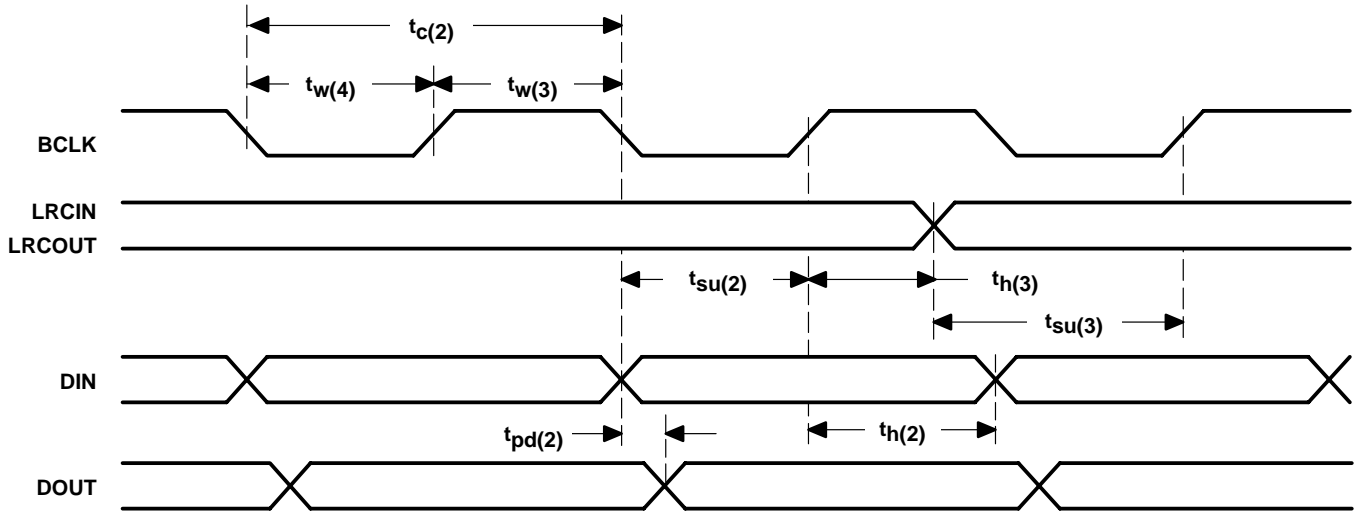 tc(2)
tw(4) tw(3)
BCLK
LRCIN
LRCOUT
tsu(2) th(3)
tsu(3)
DIN
tpd(2) th(2)
DOUT